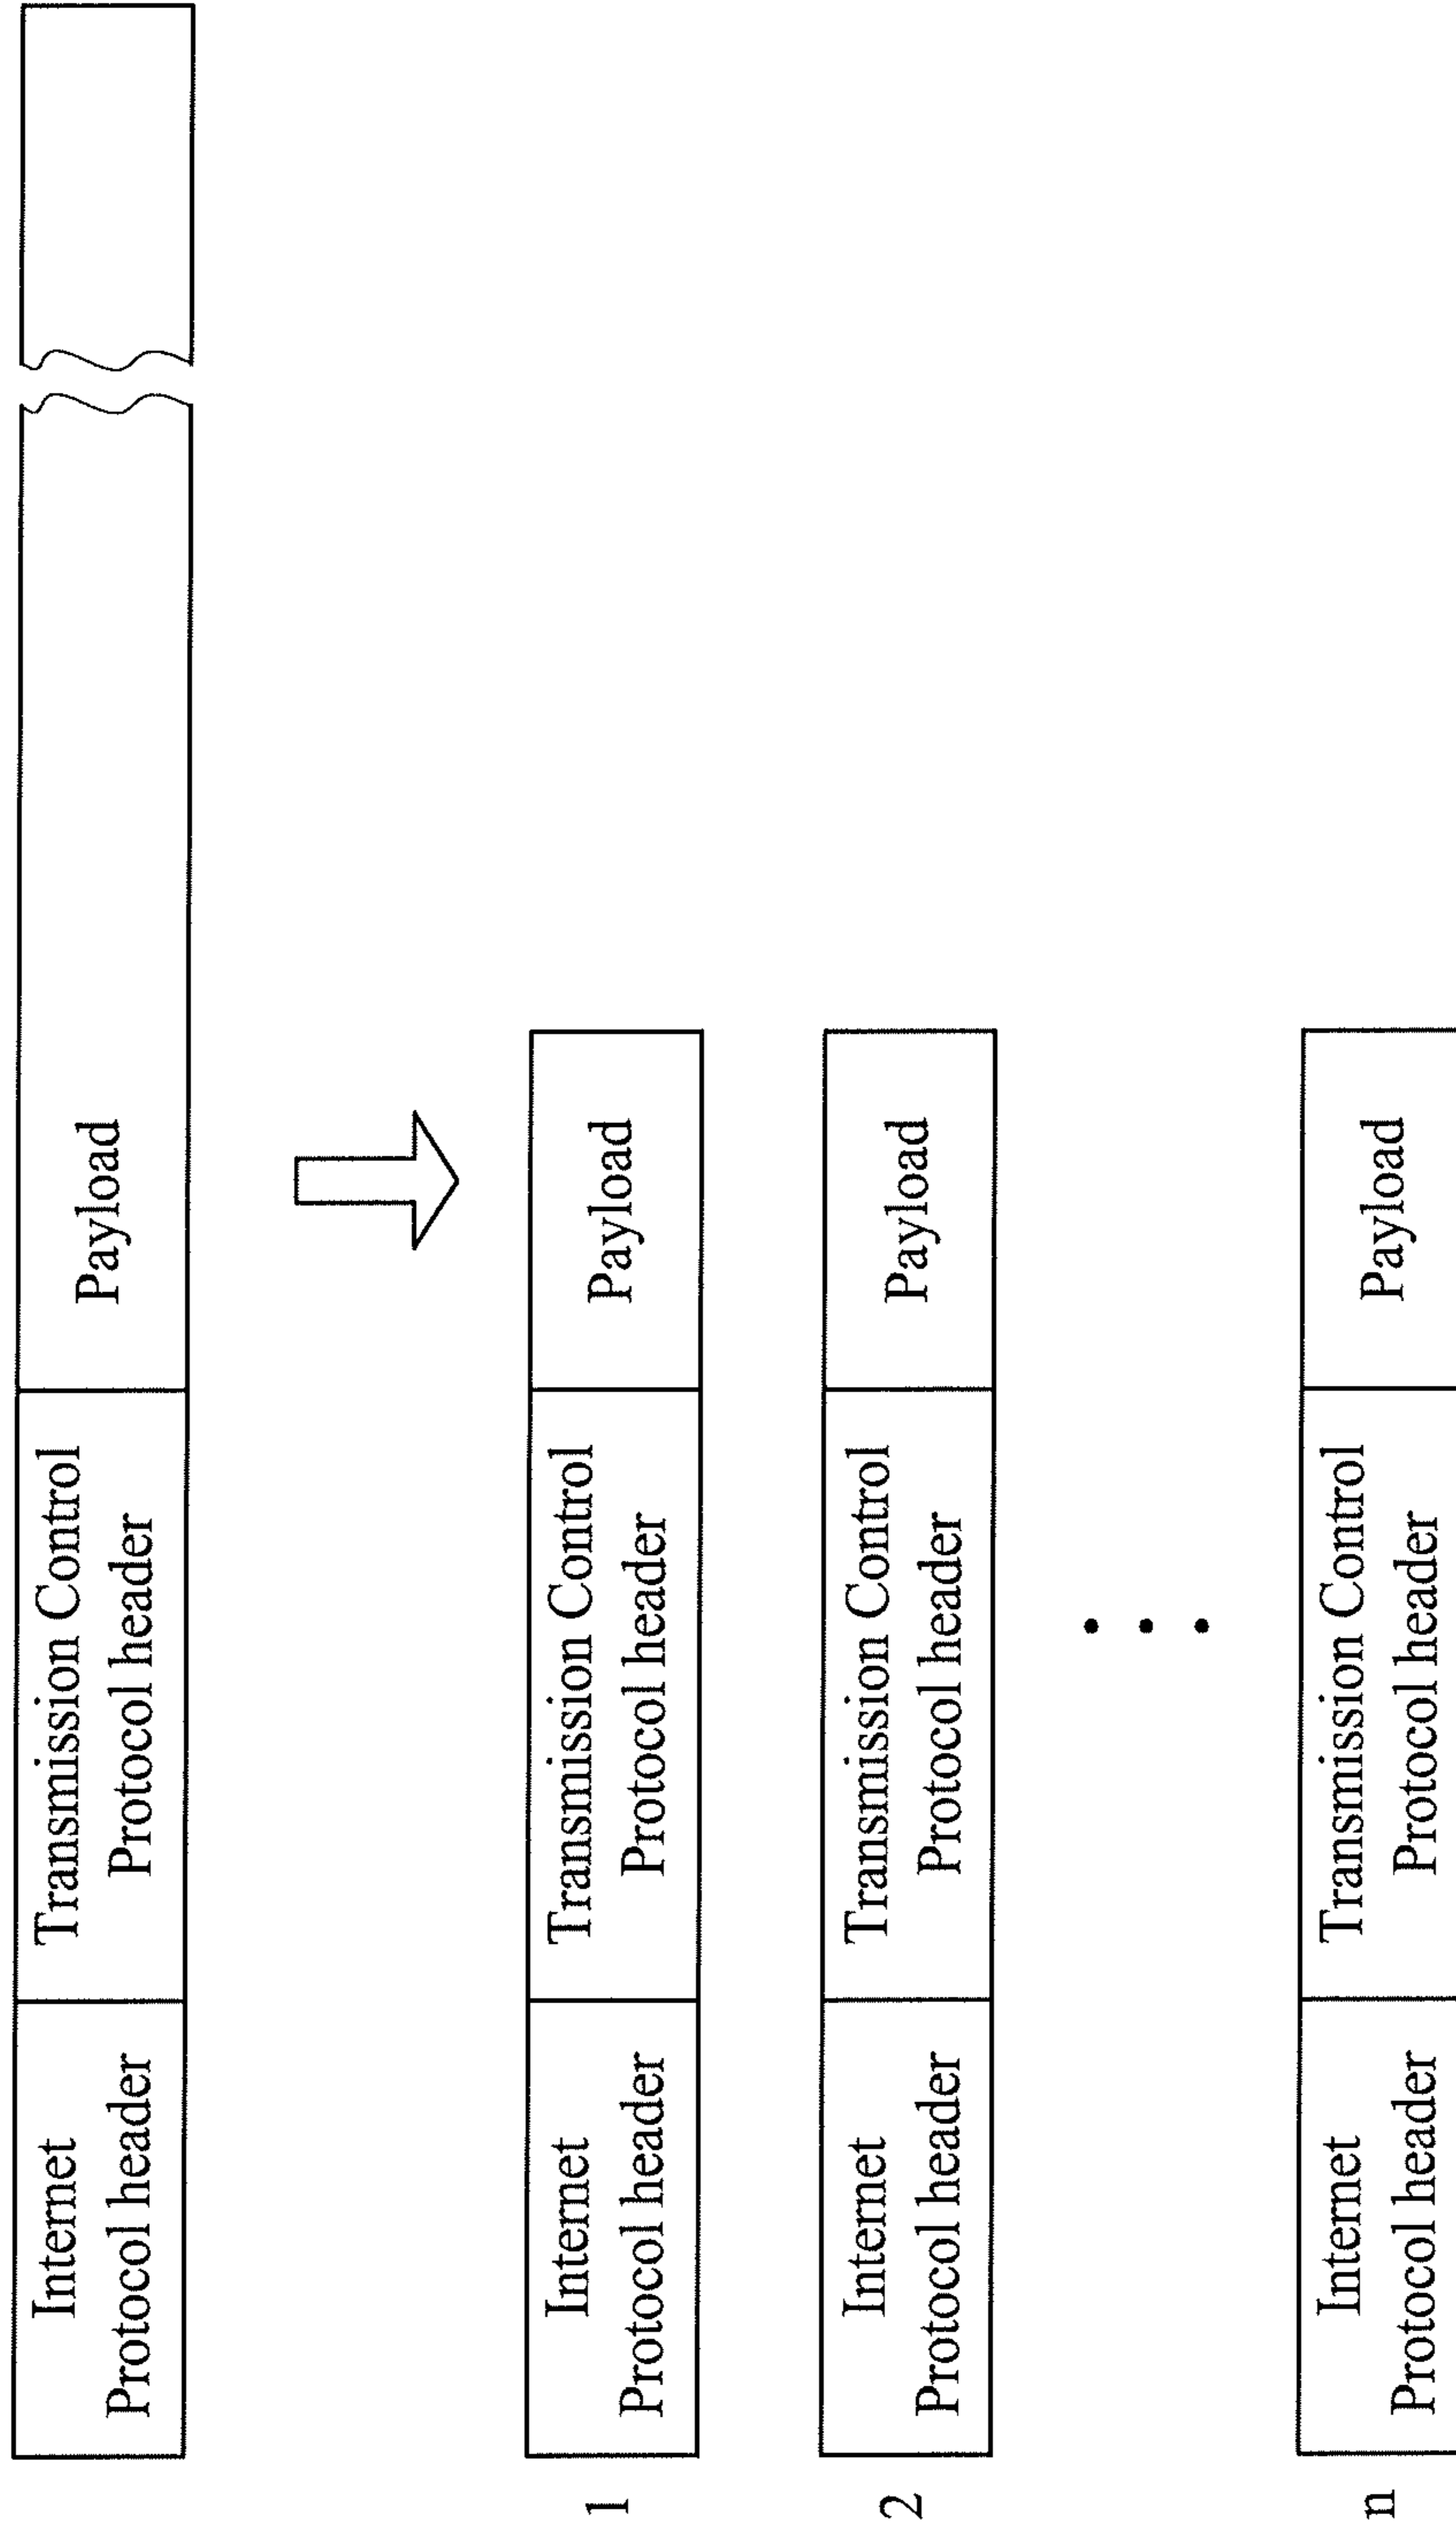 Internet
Protocol header
Transmission Control
Protocol header
Payload
1
Internet
Protocol header
Transmission Control
Protocol header
Payload
2
Internet
Protocol header
Transmission Control
Protocol header
Payload
n
Internet
Protocol header
Transmission Control
Protocol header
Payload